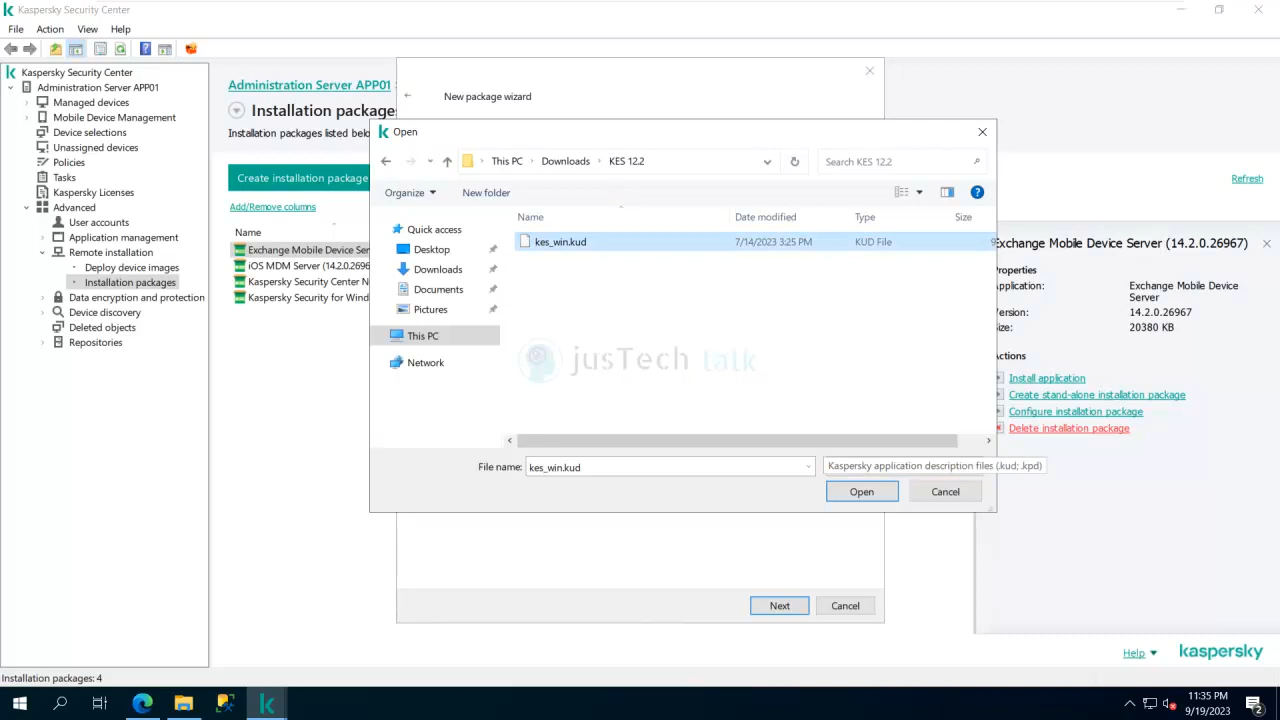 Kaspersky Security Center
File Action View Help
Kaspersky Security Center
Administration Server APP01
Managed devices
Mobile Device Management
Device selections
Unassigned devices
Policies
Tasks
Kaspersky Licenses
Advanced
User accounts
Application management
Remote installation
Deploy device images
Installation packages
Data encryption and protection
Device discovery
Deleted objects
Repositories
Administration Server APP01
Installation package
Installation packages listed belo
Create installation package
Add/Remove columns
Name
Exchange Mobile Device Ser
iOS MDM Server (14.2.0.2696
Kaspersky Security Center N
Kaspersky Security for Wind
New package wizard
Open
This PC Downloads KES 12.2
Search KES 12.2
Organize New folder
Quick access
Desktop
Downloads
Documents
Pictures
This PC
Network
Name Date modified Type Size
kes_win.kud 7/14/2023 3:25 PM KUD File 9
jusTech talk
File name: kes_win.kud
Kaspersky application description files (.kud; .kpd)
Open Cancel
Next Cancel
Refresh
Exchange Mobile Device Server (14.2.0.26967)
Properties
Application: Exchange Mobile Device
Server
Version: 14.2.0.26967
Size: 20380 KB
Actions
Install application
Create stand-alone installation package
Configure installation package
Delete installation package
Help kaspersky
Installation packages: 4
11:35 PM
9/19/2023
2